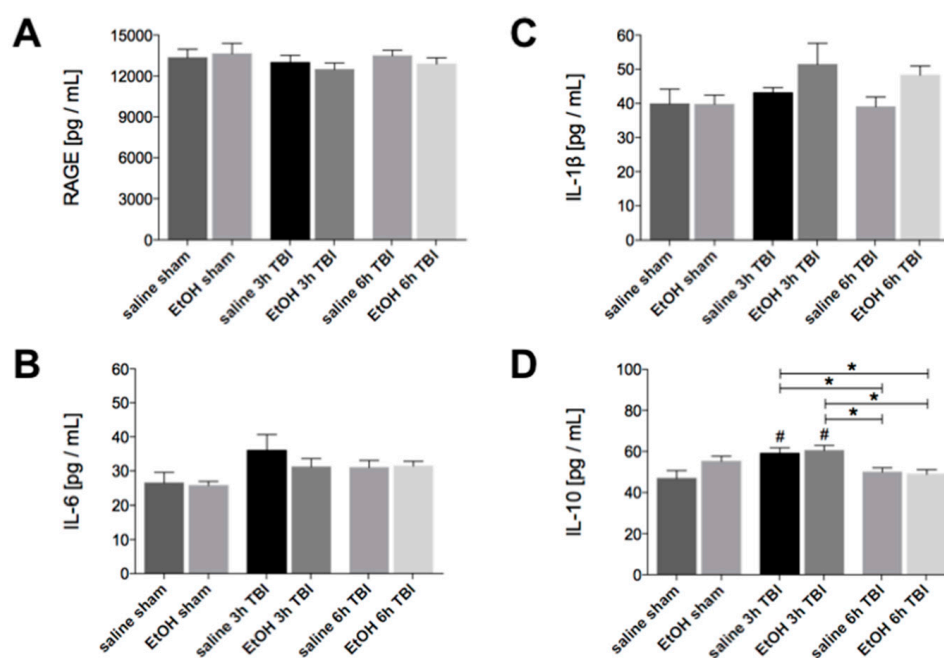 A
RAGE [pg / mL]
15000
12000
9000
6000
3000
0
saline sham
EtOH sham
saline 3h TBI
EtOH 3h TBI
saline 6h TBI
EtOH 6h TBI
C
IL-1β [pg / mL]
60
50
40
30
20
10
0
saline sham
EtOH sham
saline 3h TBI
EtOH 3h TBI
saline 6h TBI
EtOH 6h TBI
B
IL-6 [pg / mL]
60
50
40
30
20
10
0
saline sham
EtOH sham
saline 3h TBI
EtOH 3h TBI
saline 6h TBI
EtOH 6h TBI
D
IL-10 [pg / mL]
100
80
60
40
20
0
*
*
*
*
# #
saline sham
EtOH sham
saline 3h TBI
EtOH 3h TBI
saline 6h TBI
EtOH 6h TBI